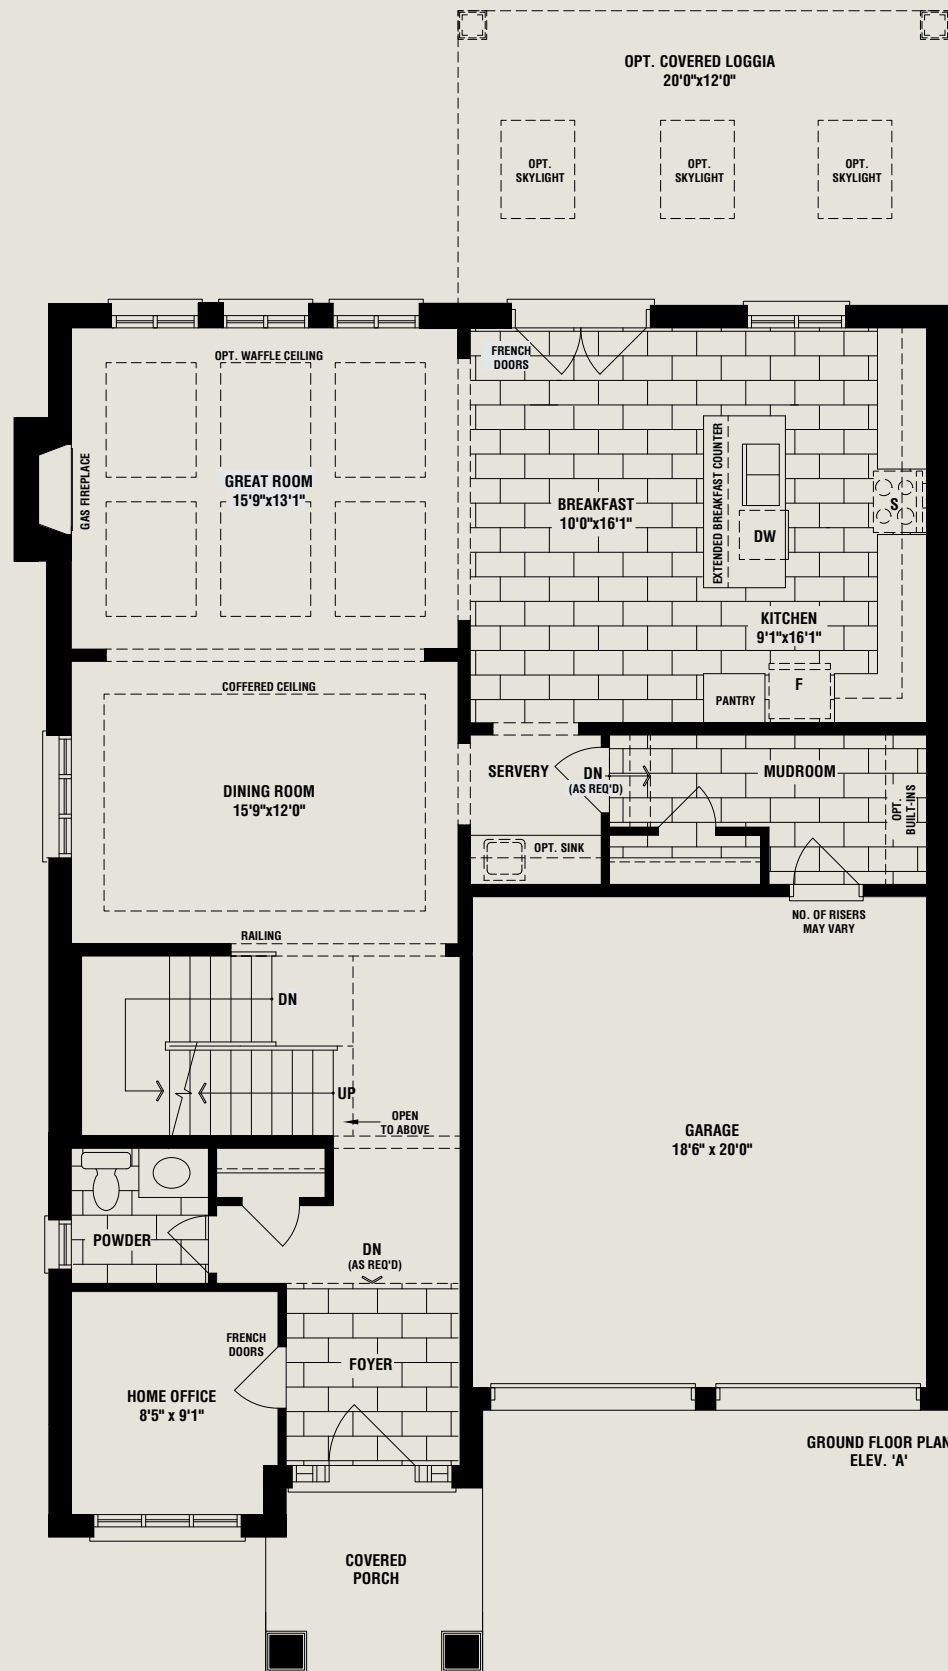 OPT. COVERED LOGGIA
20'0"x12'0"
OPT.
SKYLIGHT
OPT.
SKYLIGHT
OPT.
SKYLIGHT
OPT. WAFFLE CEILING
FRENCH
DOORS
GAS FIREPLACE
GREAT ROOM
15'9"x13'1"
BREAKFAST
10'0"x16'1"
EXTENDED BREAKFAST COUNTER
DW
S
KITCHEN
9'1"x16'1"
PANTRY
F
COFFERED CEILING
DINING ROOM
15'9"x12'0"
SERVERY
DN
(AS REQ'D)
MUDROOM
OPT.
BUILT-INS
OPT. SINK
NO. OF RISERS
MAY VARY
RAILING
DN
UP
OPEN
TO ABOVE
GARAGE
18'6" x 20'0"
POWDER
DN
(AS REQ'D)
FRENCH
DOORS
FOYER
HOME OFFICE
8'5" x 9'1"
GROUND FLOOR PLAN
ELEV. 'A'
COVERED
PORCH